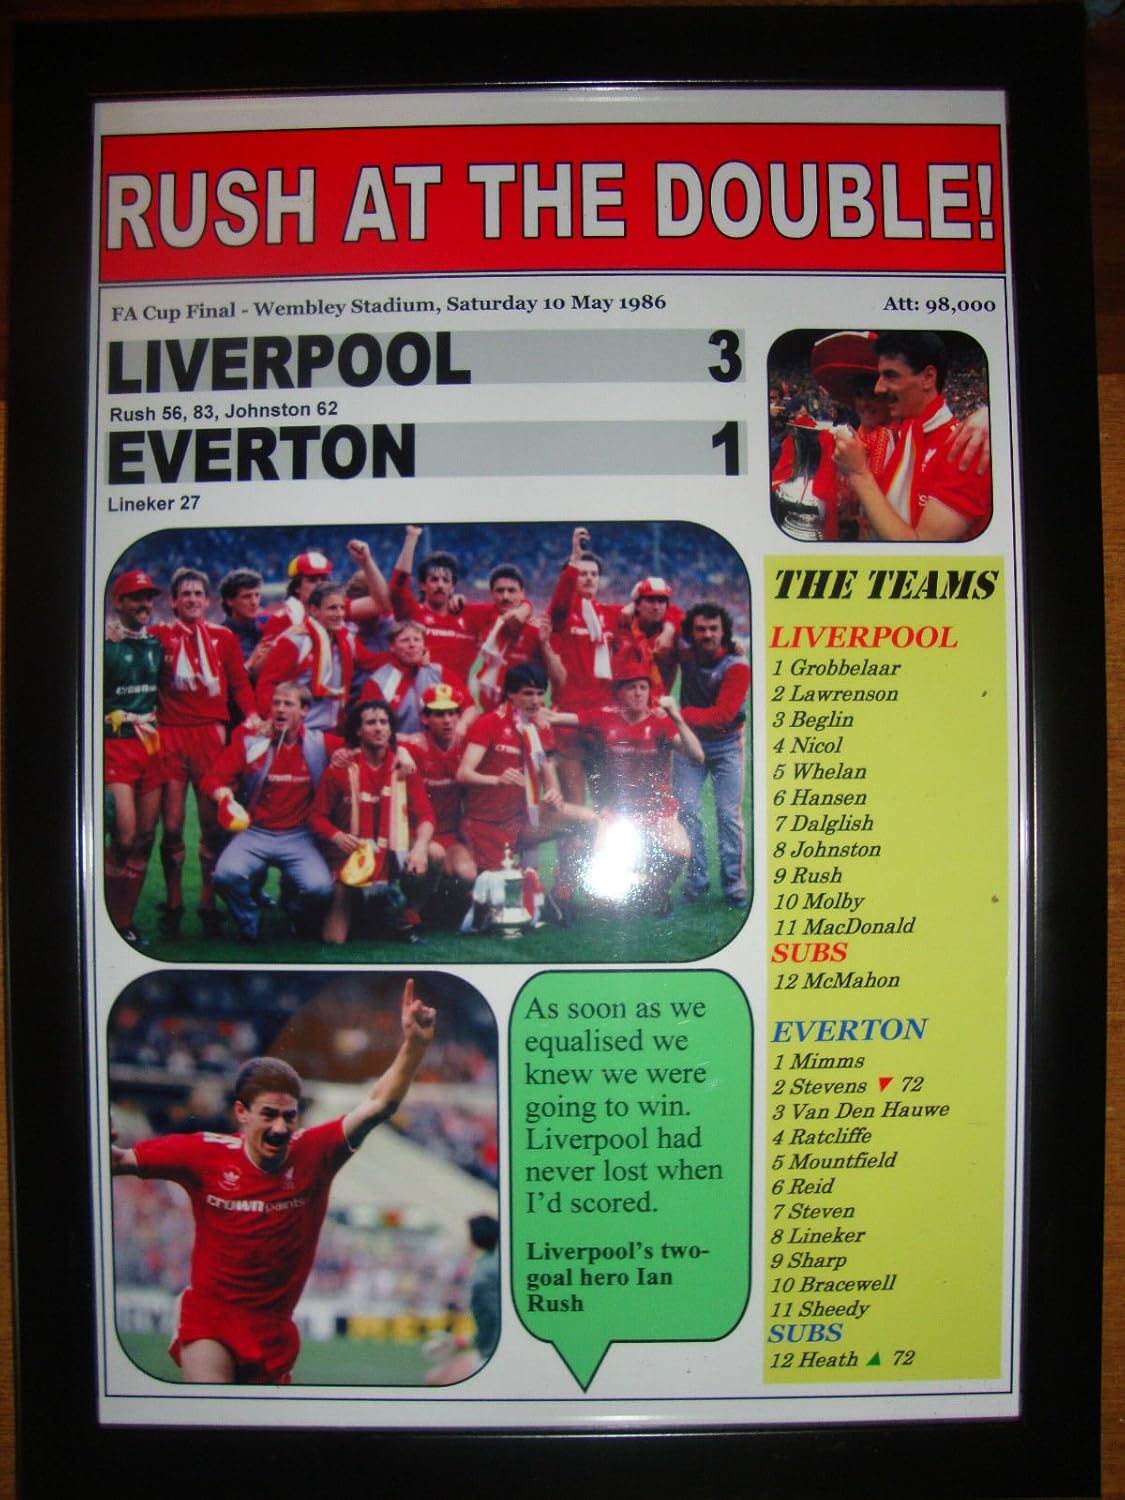 RUSH AT THE DOUBLE!
FA Cup Final - Wembley Stadium, Saturday 10 May 1986 Att: 98,000
LIVERPOOL 3
Rush 56, 83, Johnston 62
EVERTON 1
Lineker 27
THE TEAMS
LIVERPOOL
1 Grobbelaar
2 Lawrenson
3 Beglin
4 Nicol
5 Whelan
6 Hansen
7 Dalglish
8 Johnston
9 Rush
10 Molby
11 MacDonald
SUBS
12 McMahon
EVERTON
1 Mimms
2 Stevens ▼ 72
3 Van Den Hauwe
4 Ratcliffe
5 Mountfield
6 Reid
7 Steven
8 Lineker
9 Sharp
10 Bracewell
11 Sheedy
SUBS
12 Heath ▲ 72
crown paints
As soon as we
equalised we
knew we were
going to win.
Liverpool had
never lost when
I'd scored.
Liverpool's two-
goal hero Ian
Rush